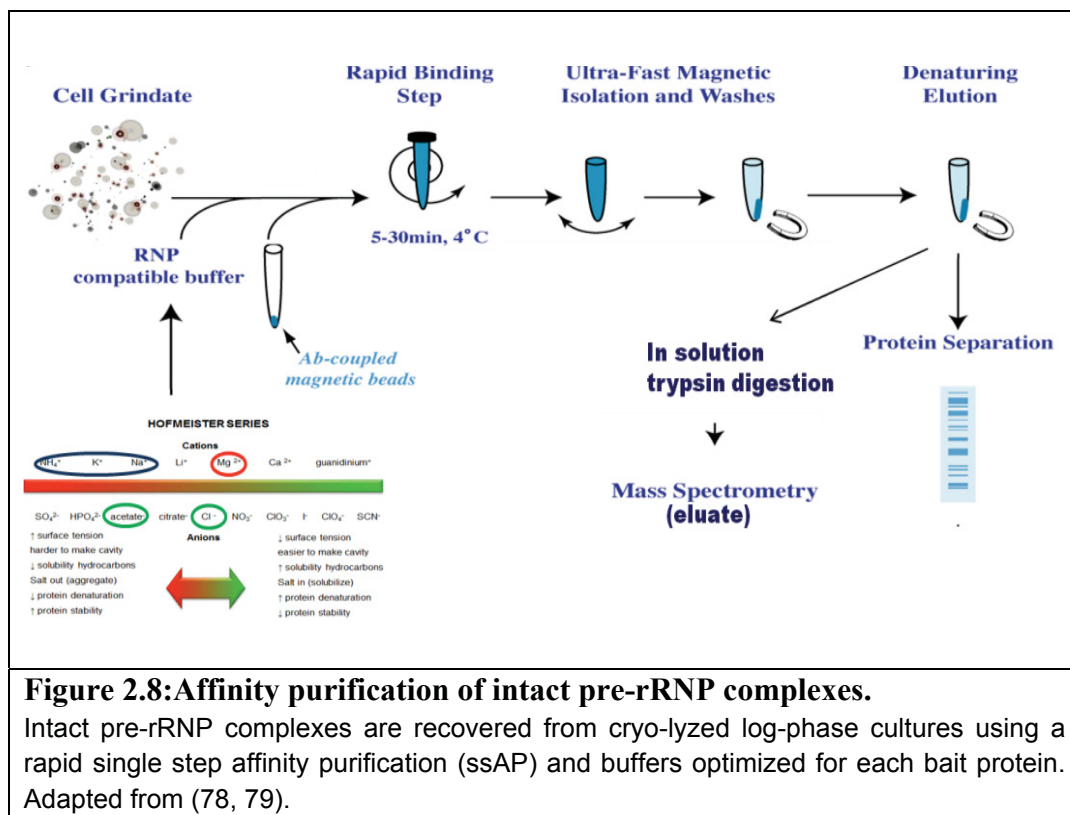 Cell Grindate
Rapid Binding
Step
Ultra-Fast Magnetic
Isolation and Washes
Denaturing
Elution
5-30min, 4°C
RNP
compatible buffer
Ab-coupled
magnetic beads
In solution
trypsin digestion
Protein Separation
Mass Spectrometry
(eluate)
HOFMEISTER SERIES
Cations
NH₄⁺ K⁺ Na⁺ Li⁺ Mg ²⁺ Ca ²⁺ guanidinium⁺
SO₄²⁻ HPO₄²⁻ acetate⁻ citrate⁻ Cl ⁻ NO₃⁻ ClO₃⁻ I⁻ ClO₄⁻ SCN⁻
Anions
↑ surface tension
harder to make cavity
↓ solubility hydrocarbons
Salt out (aggregate)
↓ protein denaturation
↑ protein stability
↓ surface tension
easier to make cavity
↑ solubility hydrocarbons
Salt in (solubilize)
↑ protein denaturation
↓ protein stability
Figure 2.8:Affinity purification of intact pre-rRNP complexes.
Intact pre-rRNP complexes are recovered from cryo-lyzed log-phase cultures using a
rapid single step affinity purification (ssAP) and buffers optimized for each bait protein.
Adapted from (78, 79).